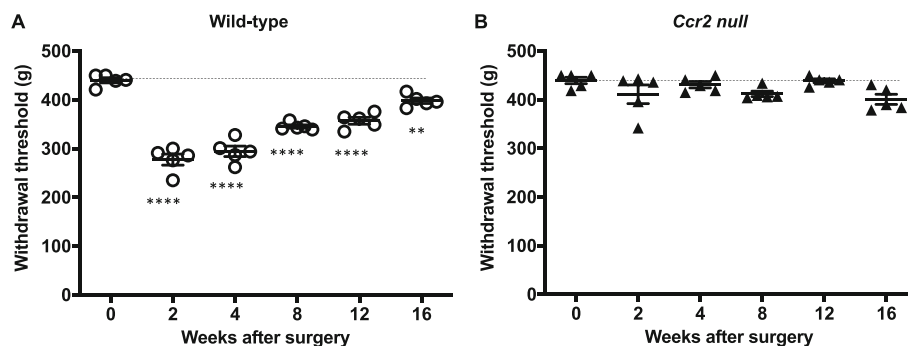 A
Wild-type
Withdrawal threshold (g)
500
400
300
200
100
0
****
****
****
****
**
0 2 4 8 12 16
Weeks after surgery
B
Ccr2 null
Withdrawal threshold (g)
500
400
300
200
100
0
0 2 4 8 12 16
Weeks after surgery